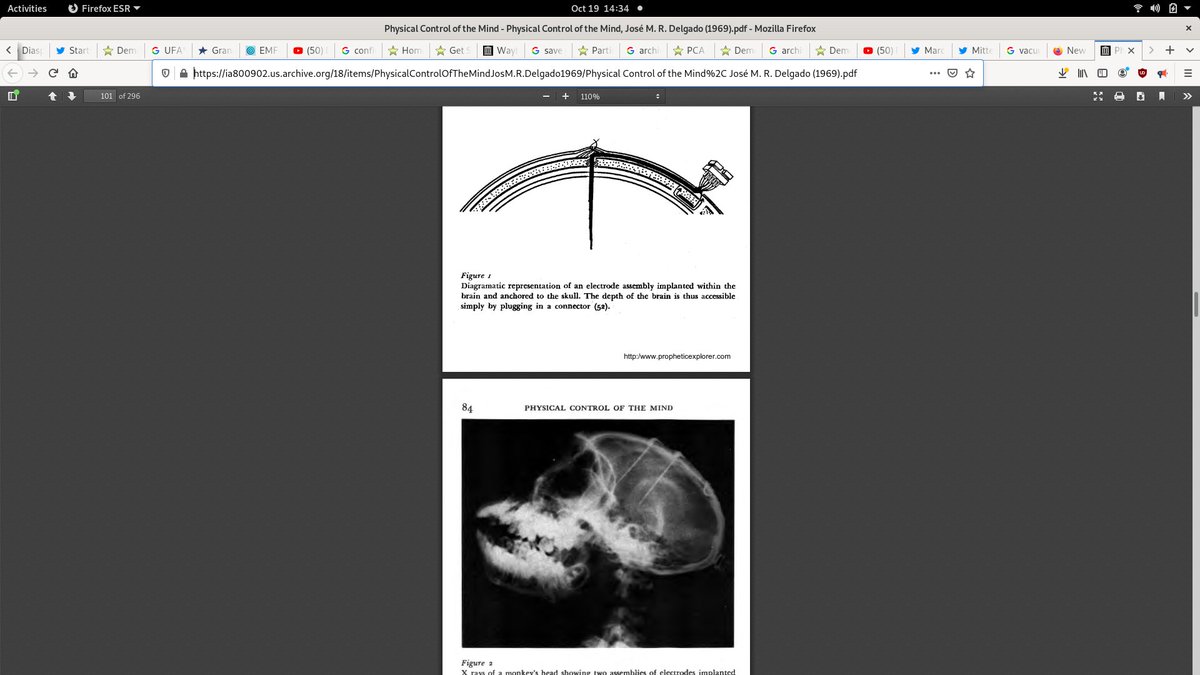 Activities
Firefox ESR
Oct 19 14:34
Physical Control of the Mind - Physical Control of the Mind, José M. R. Delgado (1969).pdf - Mozilla Firefox
Start
Dem
UFA
Gran
EMF
(50)
confi
Hom
Get S
Way
save
Parti
archi
PCA
Dem
archi
Dem
(50)
Marc
Mitte
vacu
New
https://ia800902.us.archive.org/18/items/PhysicalControlOfTheMindJosM.R.Delgado1969/Physical Control of the Mind%2C José M. R. Delgado (1969).pdf
101 of 296
110%
Figure 1
Diagramatic representation of an electrode assembly implanted within the
brain and anchored to the skull. The depth of the brain is thus accessible
simply by plugging in a connector (52).
http:/www.propheticexplorer.com
84 PHYSICAL CONTROL OF THE MIND
Figure 2
X rays of a monkey's head showing two assemblies of electrodes implanted